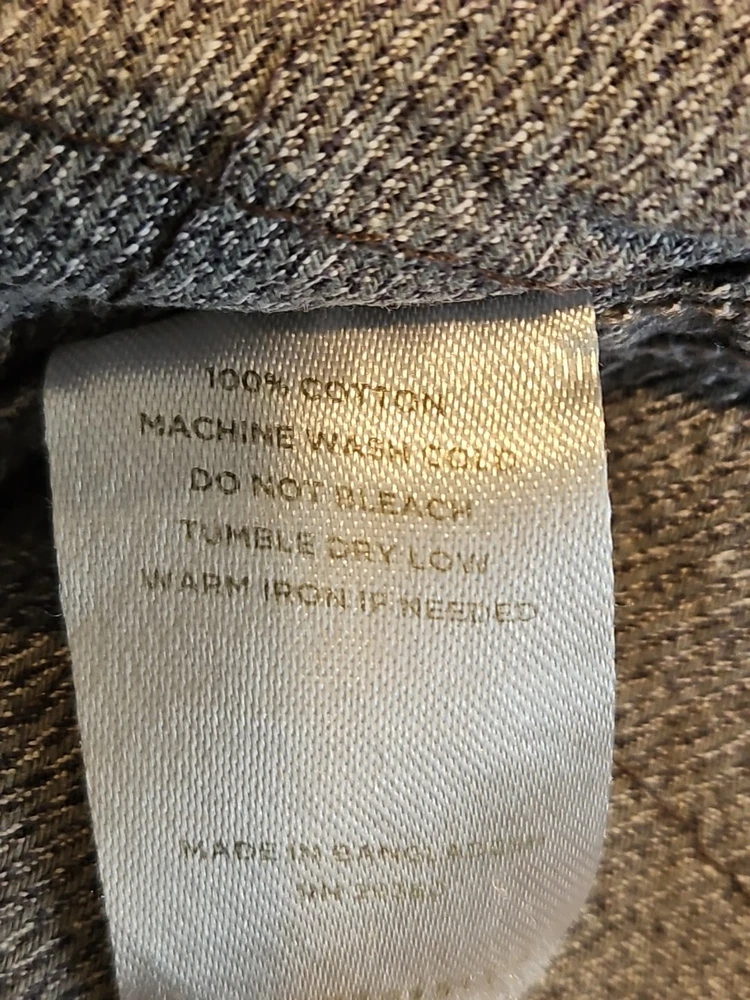 100% COTTON
MACHINE WASH COLD
DO NOT BLEACH
TUMBLE DRY LOW
WARM IRON IF NEEDED
MADE IN BANGLADESH